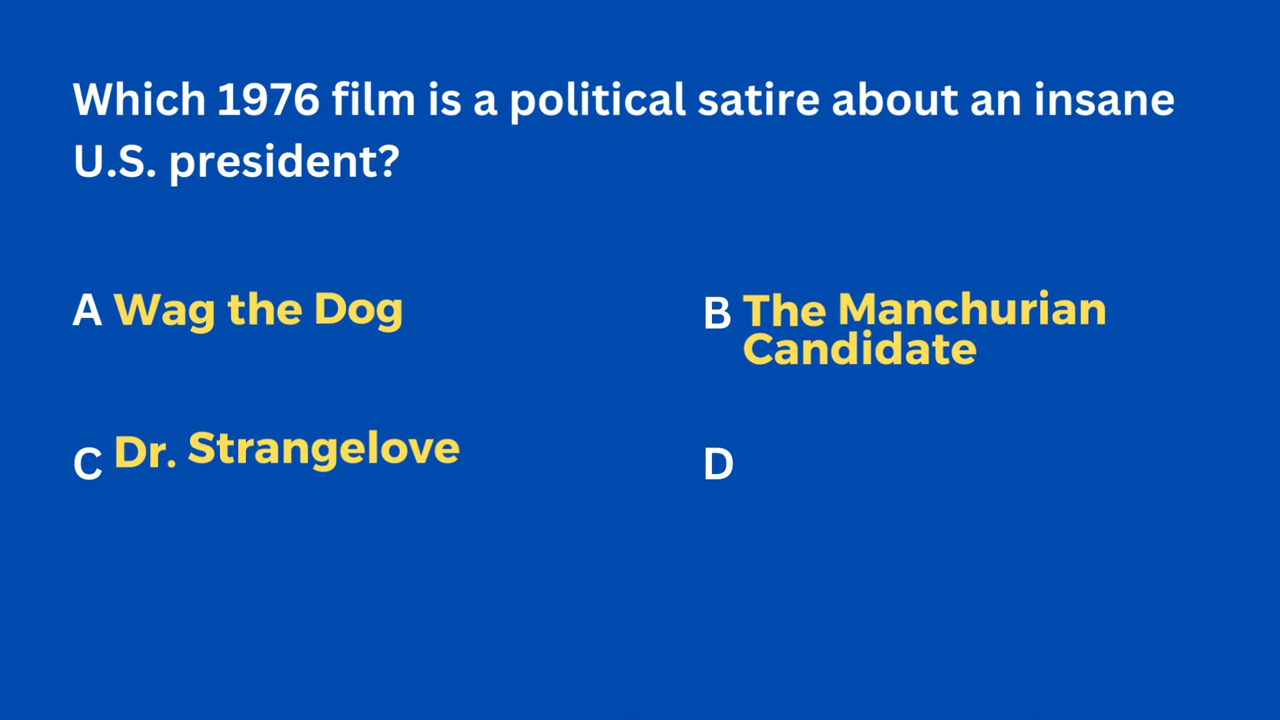 Which 1976 film is a political satire about an insane
U.S. president?
A Wag the Dog
B The Manchurian
Candidate
C Dr. Strangelove
D